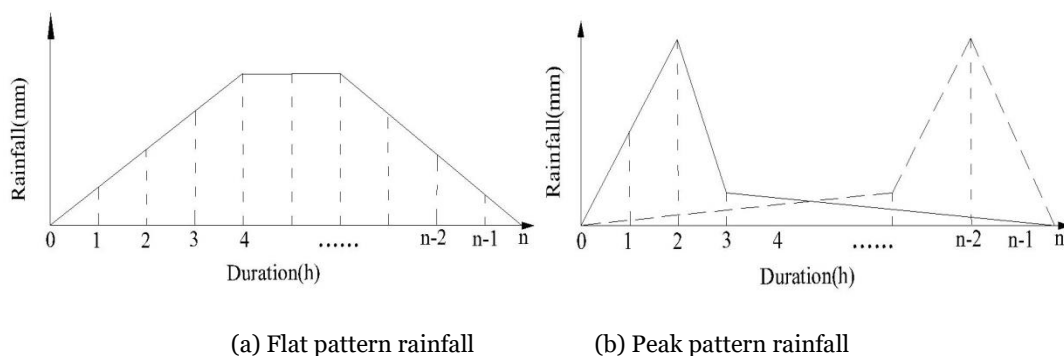 Rainfall(mm)
0 1 2 3 4 ...... n-2 n-1 n
Duration(h)
Rainfall(mm)
0 1 2 3 4 ...... n-2 n-1 n
Duration(h)
(a) Flat pattern rainfall (b) Peak pattern rainfall